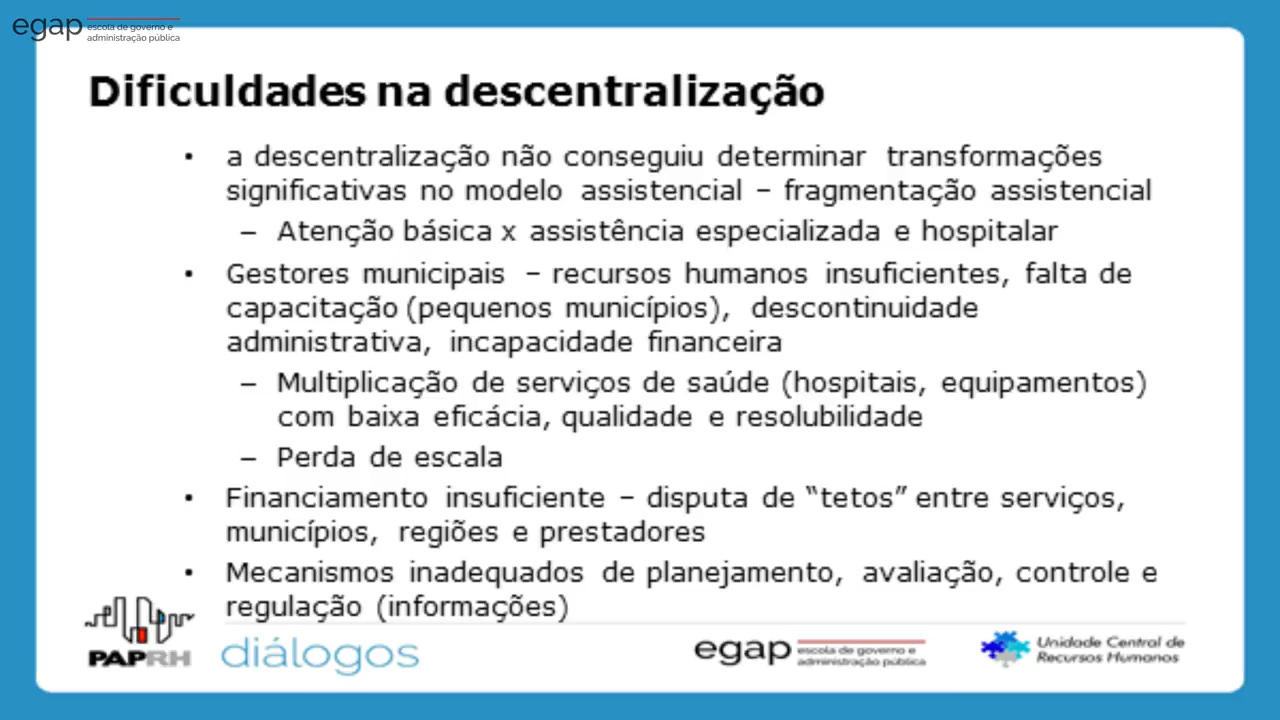 egap escola de governo e
administração pública
Dificuldades na descentralização
• a descentralização não conseguiu determinar transformações
significativas no modelo assistencial – fragmentação assistencial
– Atenção básica x assistência especializada e hospitalar
• Gestores municipais – recursos humanos insuficientes, falta de
capacitação (pequenos municípios), descontinuidade
administrativa, incapacidade financeira
– Multiplicação de serviços de saúde (hospitais, equipamentos)
com baixa eficácia, qualidade e resolubilidade
– Perda de escala
• Financiamento insuficiente – disputa de “tetos” entre serviços,
municípios, regiões e prestadores
• Mecanismos inadequados de planejamento, avaliação, controle e
regulação (informações)
PAPRH
diálogos
egap escola de governo e
administração pública
Unidade Central de
Recursos Humanos